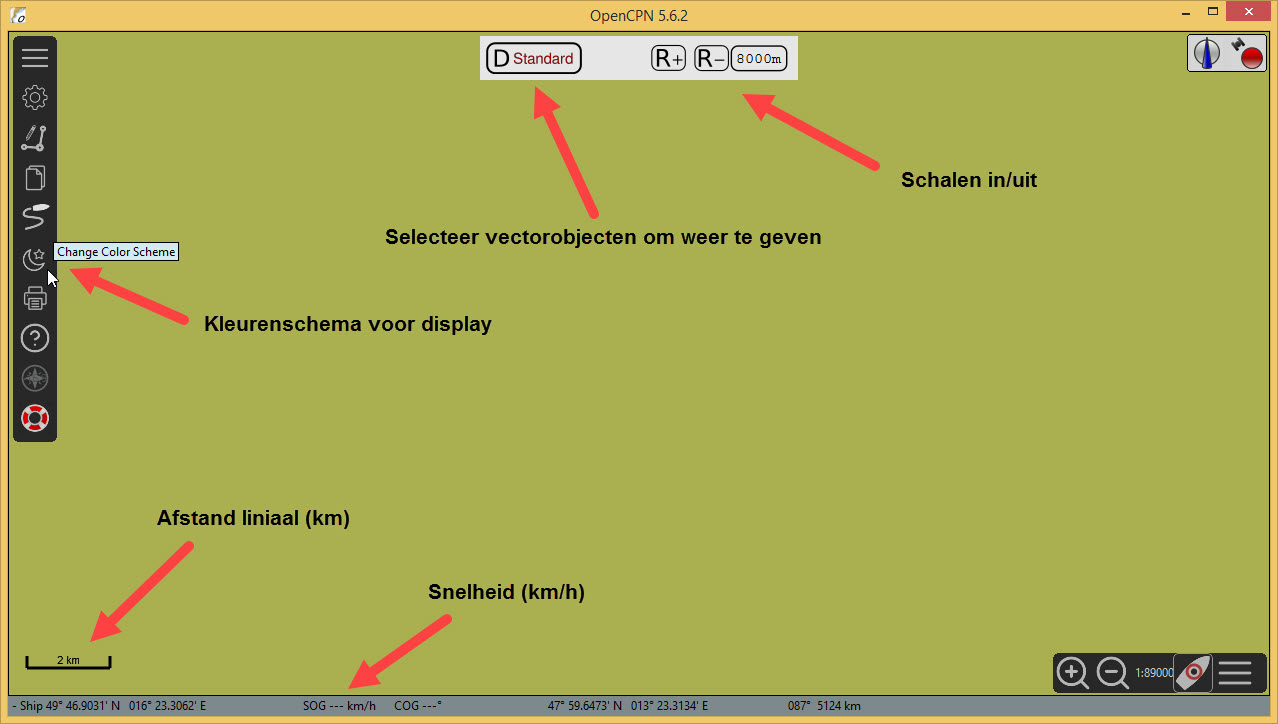 OpenCPN 5.6.2
D Standard
R+
R−
8000m
Schalen in/uit
Selecteer vectorobjecten om weer te geven
Change Color Scheme
Kleurenschema voor display
?
Afstand liniaal (km)
Snelheid (km/h)
2 km
1:89000
- Ship 49° 46.9031' N 016° 23.3062' E SOG --- km/h COG ---° 47° 59.6473' N 013° 23.3134' E 087° 5124 km